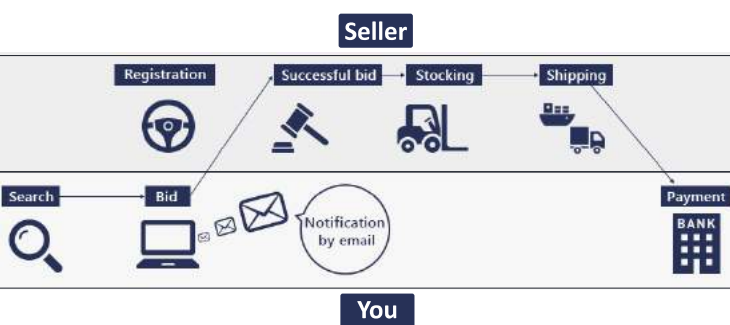 Seller
Registration
Successful bid
Stocking
Shipping
Search
Bid
Payment
Notification
by email
BANK
You